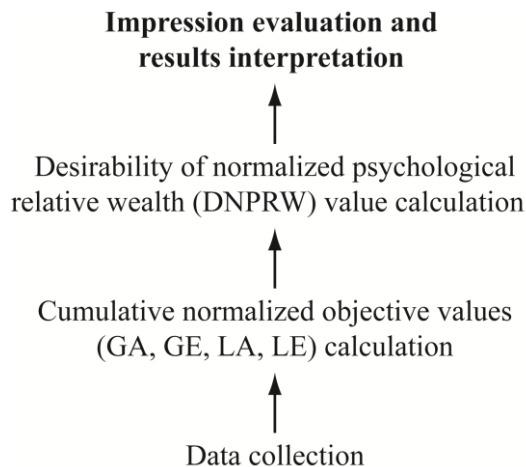 Impression evaluation and
results interpretation
Desirability of normalized psychological
relative wealth (DNPRW) value calculation
Cumulative normalized objective values
(GA, GE, LA, LE) calculation
Data collection